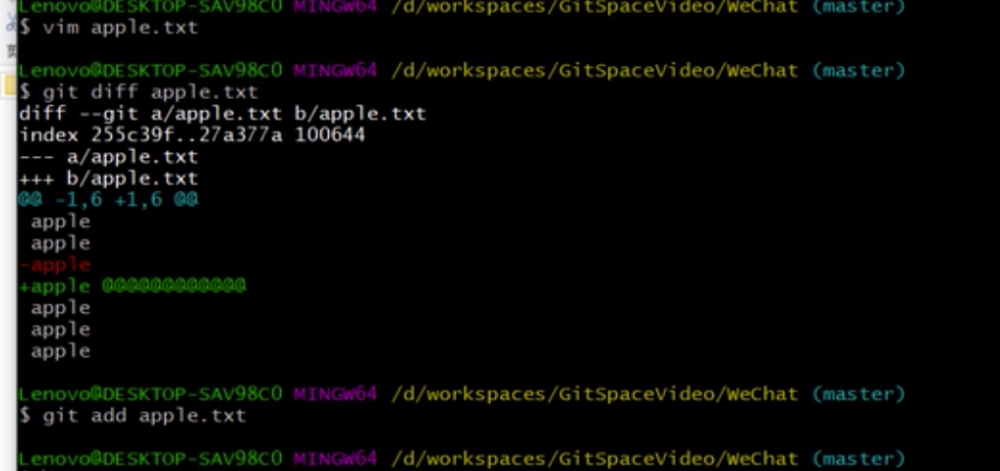 Lenovo@DESKTOP-SAV98C0 MINGW64 /d/workspaces/GitSpaceVideo/WeChat (master)
$ vim apple.txt
Lenovo@DESKTOP-SAV98C0 MINGW64 /d/workspaces/GitSpaceVideo/WeChat (master)
$ git diff apple.txt
diff --git a/apple.txt b/apple.txt
index 255c39f..27a377a 100644
--- a/apple.txt
+++ b/apple.txt
@@ -1,6 +1,6 @@
 apple
 apple
-apple
+apple @@@@@@@@@@@@
 apple
 apple
 apple
Lenovo@DESKTOP-SAV98C0 MINGW64 /d/workspaces/GitSpaceVideo/WeChat (master)
$ git add apple.txt
Lenovo@DESKTOP-SAV98C0 MINGW64 /d/workspaces/GitSpaceVideo/WeChat (master)